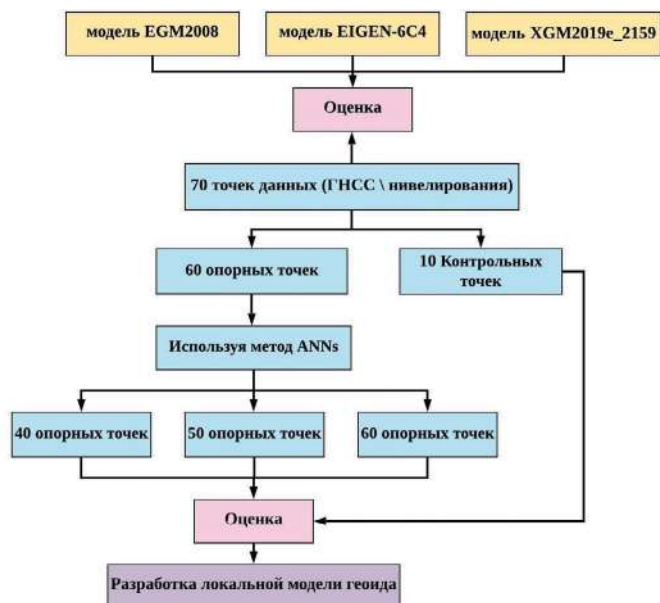 модель EGM2008
модель EIGEN-6C4
модель XGM2019e_2159
Оценка
70 точек данных (ГНСС \ нивелирования)
60 опорных точек
10 Контрольных
точек
Используя метод ANNs
40 опорных точек
50 опорных точек
60 опорных точек
Оценка
Разработка локальной модели геоида